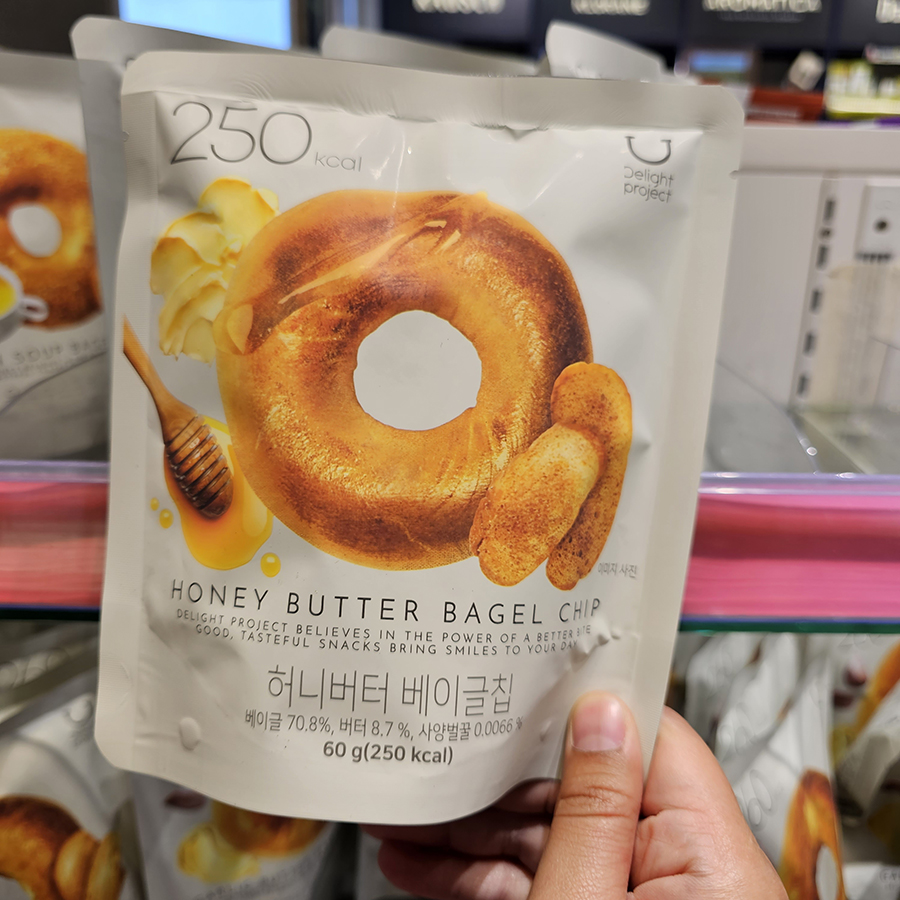 250 kcal
Delight
project
이미지 사진
HONEY BUTTER BAGEL CHIP
DELIGHT PROJECT BELIEVES IN THE POWER OF A BETTER BITE
GOOD, TASTEFUL SNACKS BRING SMILES TO YOUR DAY
허니버터 베이글칩
베이글 70.8%, 버터 8.7 %, 사양벌꿀 0.0066 %
60 g(250 kcal)
SOUP